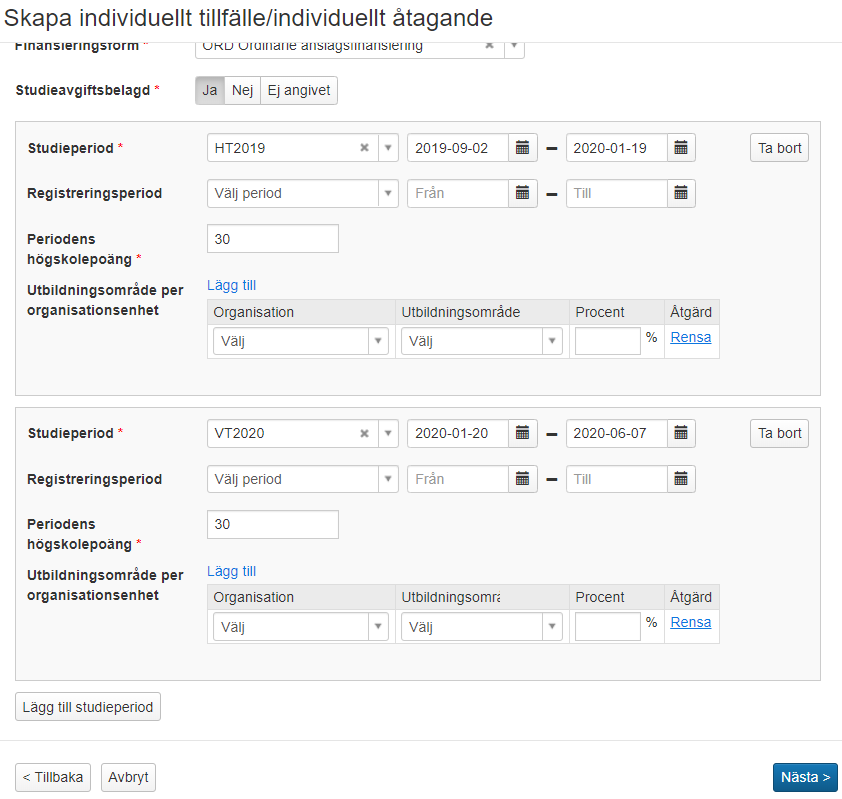 Skapa individuellt tillfälle/individuellt åtagande
Finansieringsform * ORD Ordinarie anslagsfinansiering
Studieavgiftsbelagd * Ja Nej Ej angivet
Studieperiod * HT2019 2019-09-02 – 2020-01-19 Ta bort
Registreringsperiod Välj period Från – Till
Periodens högskolepoäng * 30
Utbildningsområde per organisationsenhet Lägg till
Organisation Utbildningsområde Procent Åtgärd
Välj Välj % Rensa
Studieperiod * VT2020 2020-01-20 – 2020-06-07 Ta bort
Registreringsperiod Välj period Från – Till
Periodens högskolepoäng * 30
Utbildningsområde per organisationsenhet Lägg till
Organisation Utbildningsområ Procent Åtgärd
Välj Välj % Rensa
Lägg till studieperiod
< Tillbaka Avbryt Nästa >